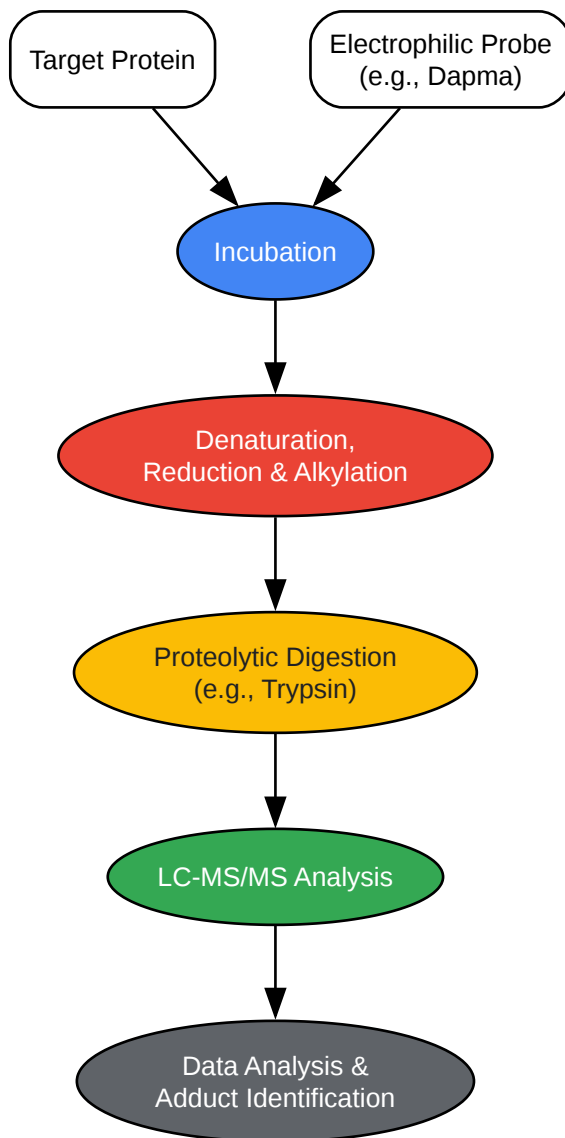 Target Protein
Electrophilic Probe
(e.g., Dapma)
Incubation
Denaturation,
Reduction & Alkylation
Proteolytic Digestion
(e.g., Trypsin)
LC-MS/MS Analysis
Data Analysis &
Adduct Identification